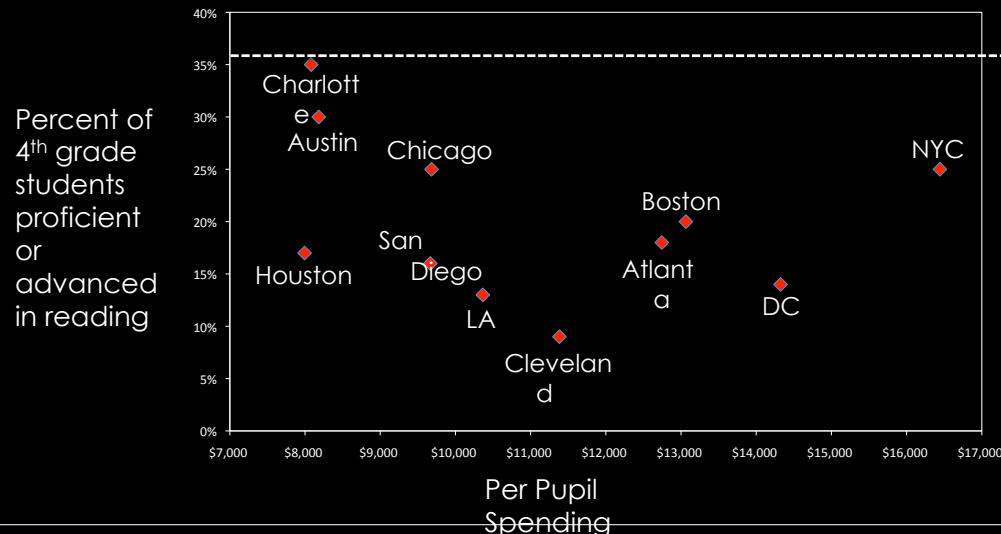 Percent of
4th grade
students
proficient
or
advanced
in reading
40%
35%
30%
25%
20%
15%
10%
5%
0%
Charlott
e
Austin
Chicago
NYC
Boston
San
Diego
Houston
Atlant
a
LA
DC
Clevelan
d
$7,000
$8,000
$9,000
$10,000
$11,000
$12,000
$13,000
$14,000
$15,000
$16,000
$17,000
Per Pupil
Spending